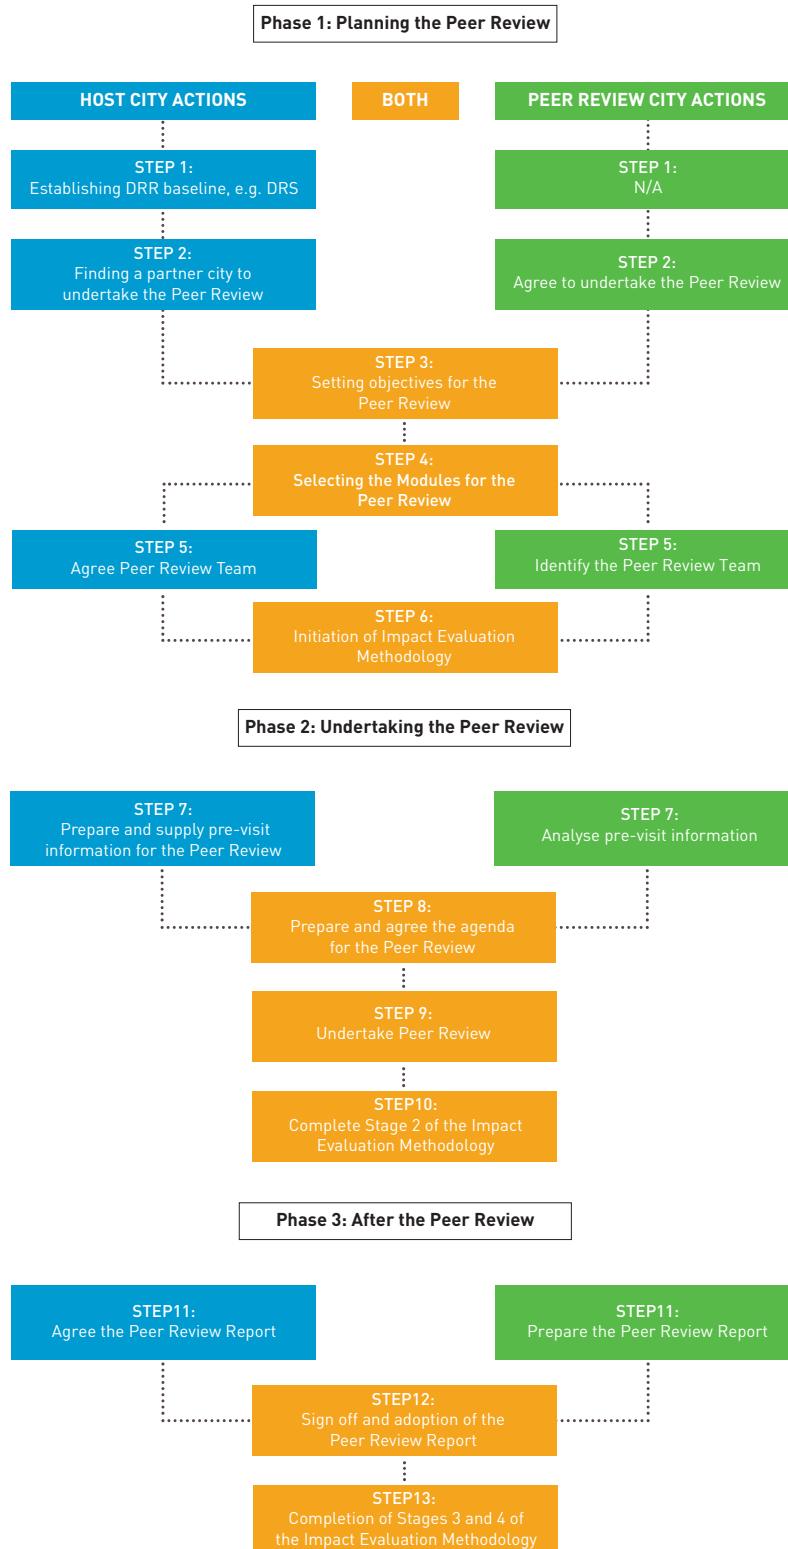 Phase 1: Planning the Peer Review
HOST CITY ACTIONS
BOTH
PEER REVIEW CITY ACTIONS
STEP 1:
Establishing DRR baseline, e.g. DRS
STEP 1:
N/A
STEP 2:
Finding a partner city to
undertake the Peer Review
STEP 2:
Agree to undertake the Peer Review
STEP 3:
Setting objectives for the
Peer Review
STEP 4:
Selecting the Modules for the
Peer Review
STEP 5:
Agree Peer Review Team
STEP 5:
Identify the Peer Review Team
STEP 6:
Initiation of Impact Evaluation
Methodology
Phase 2: Undertaking the Peer Review
STEP 7:
Prepare and supply pre-visit
information for the Peer Review
STEP 7:
Analyse pre-visit information
STEP 8:
Prepare and agree the agenda
for the Peer Review
STEP 9:
Undertake Peer Review
STEP10:
Complete Stage 2 of the Impact
Evaluation Methodology
Phase 3: After the Peer Review
STEP11:
Agree the Peer Review Report
STEP11:
Prepare the Peer Review Report
STEP12:
Sign off and adoption of the
Peer Review Report
STEP13:
Completion of Stages 3 and 4 of
the Impact Evaluation Methodology